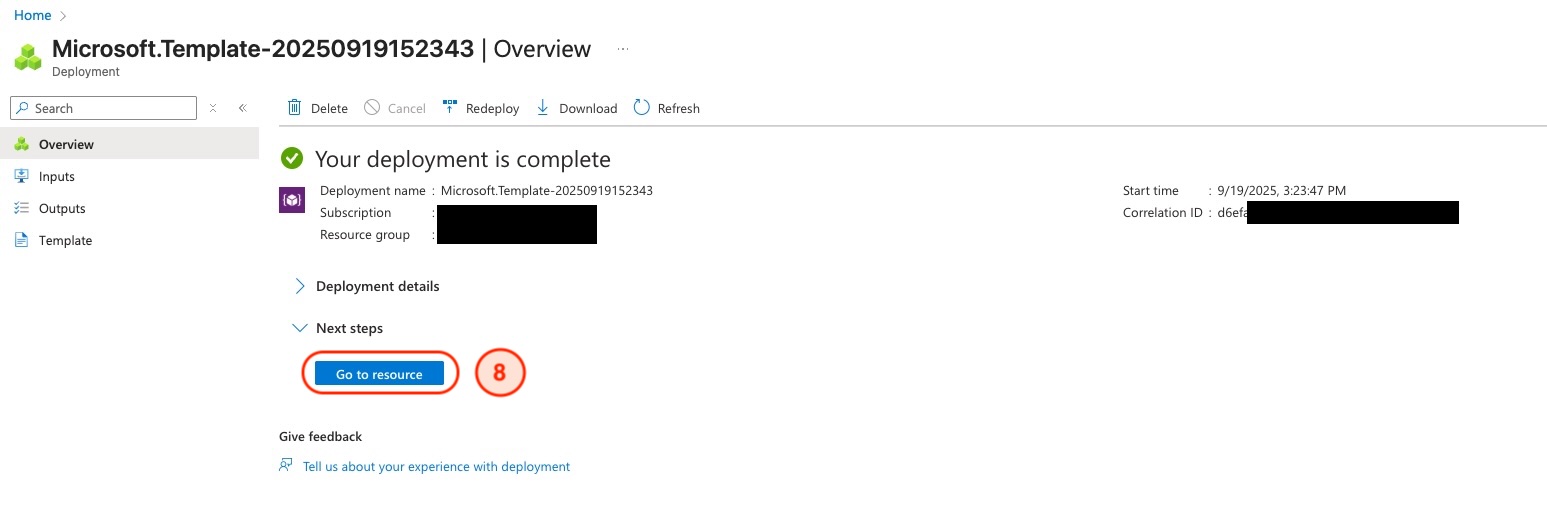 Home
Microsoft.Template-20250919152343 | Overview ...
Deployment
Search
Delete Cancel Redeploy Download Refresh
Overview
Inputs
Outputs
Template
Your deployment is complete
Deployment name : Microsoft.Template-20250919152343
Subscription :
Resource group :
Start time : 9/19/2025, 3:23:47 PM
Correlation ID : d6efa
Deployment details
Next steps
Go to resource 8
Give feedback
Tell us about your experience with deployment